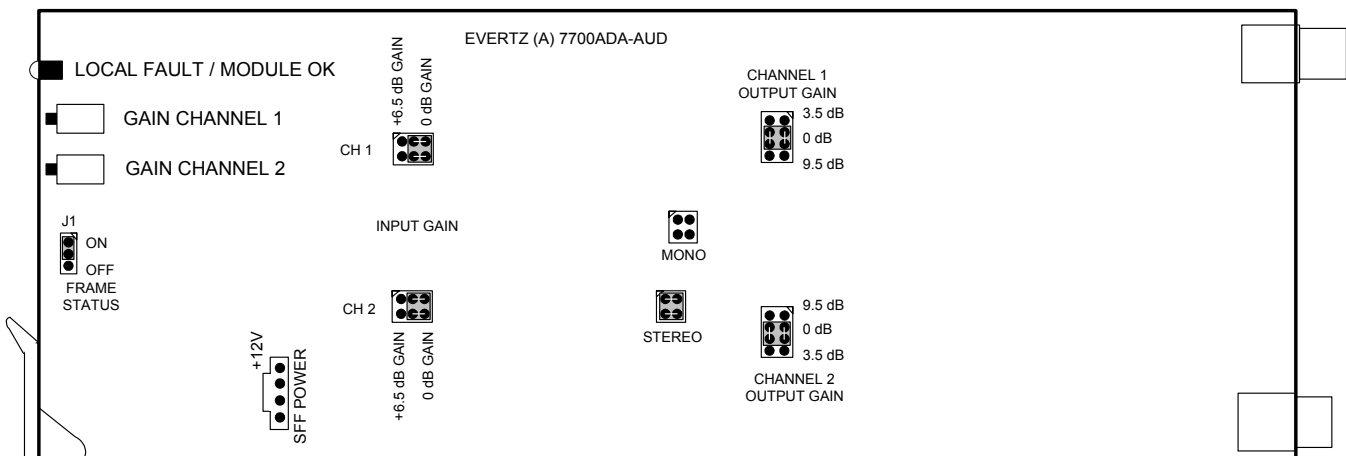 EVERTZ (A) 7700ADA-AUD
LOCAL FAULT / MODULE OK
GAIN CHANNEL 1
GAIN CHANNEL 2
J1
ON
OFF
FRAME
STATUS
+12V
SFF POWER
+6.5 dB GAIN
0 dB GAIN
CH 1
INPUT GAIN
CH 2
+6.5 dB GAIN
0 dB GAIN
MONO
STEREO
CHANNEL 1
OUTPUT GAIN
3.5 dB
0 dB
9.5 dB
9.5 dB
0 dB
3.5 dB
CHANNEL 2
OUTPUT GAIN